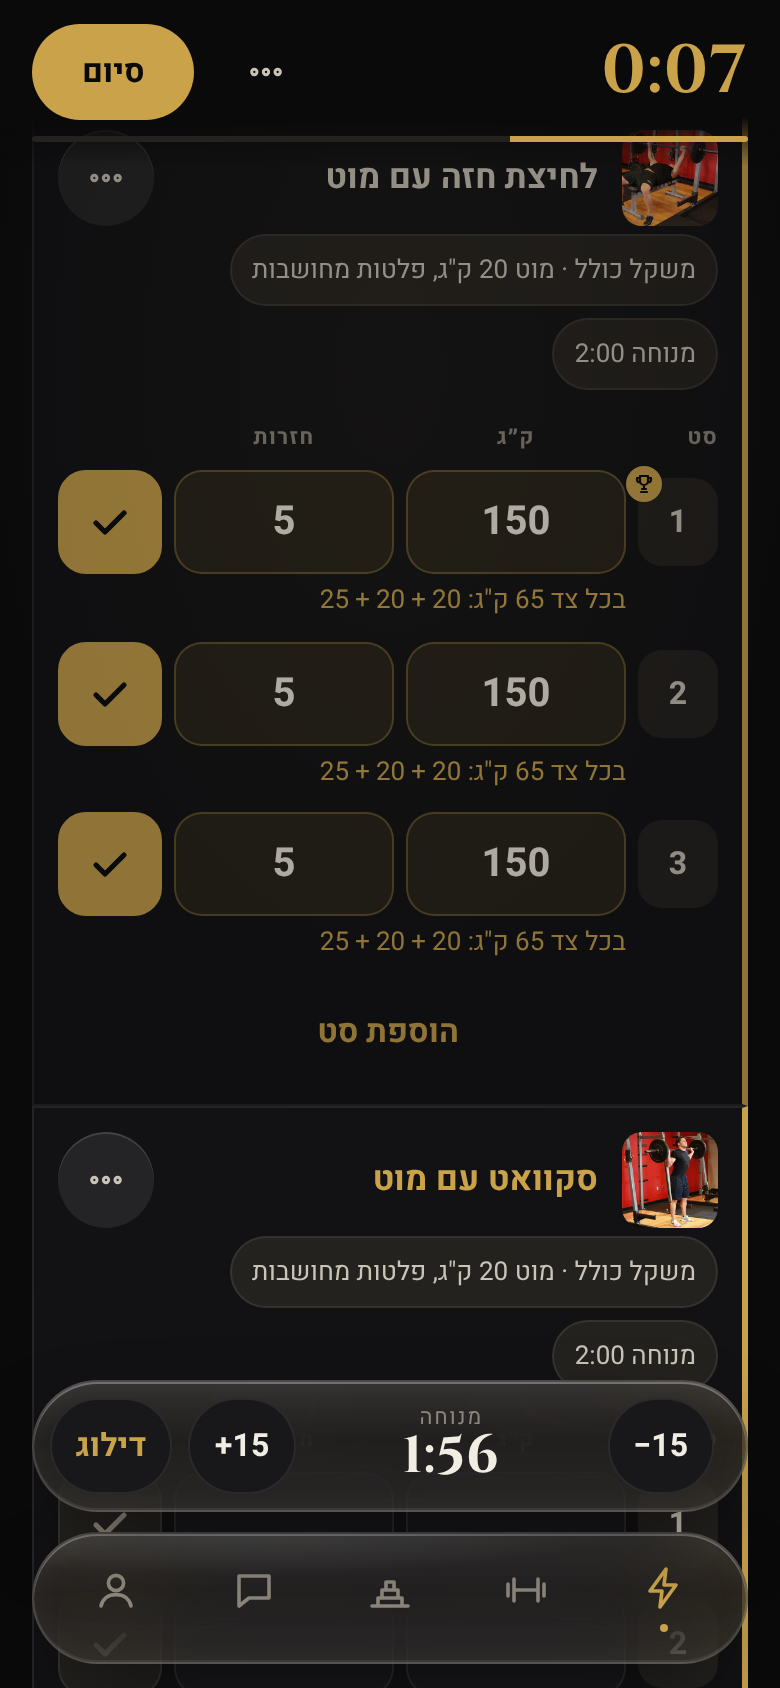 0:07
סיום
לחיצת חזה עם מוט
משקל כולל · מוט 20 ק"ג, פלטות מחושבות
מנוחה 2:00
סט ק״ג חזרות
1 150 5
בכל צד 65 ק"ג: 20 + 20 + 25
2 150 5
בכל צד 65 ק"ג: 20 + 20 + 25
3 150 5
בכל צד 65 ק"ג: 20 + 20 + 25
הוספת סט
סקוואט עם מוט
משקל כולל · מוט 20 ק"ג, פלטות מחושבות
מנוחה 2:00
מנוחה
−15 1:56 +15 דילוג
1
2